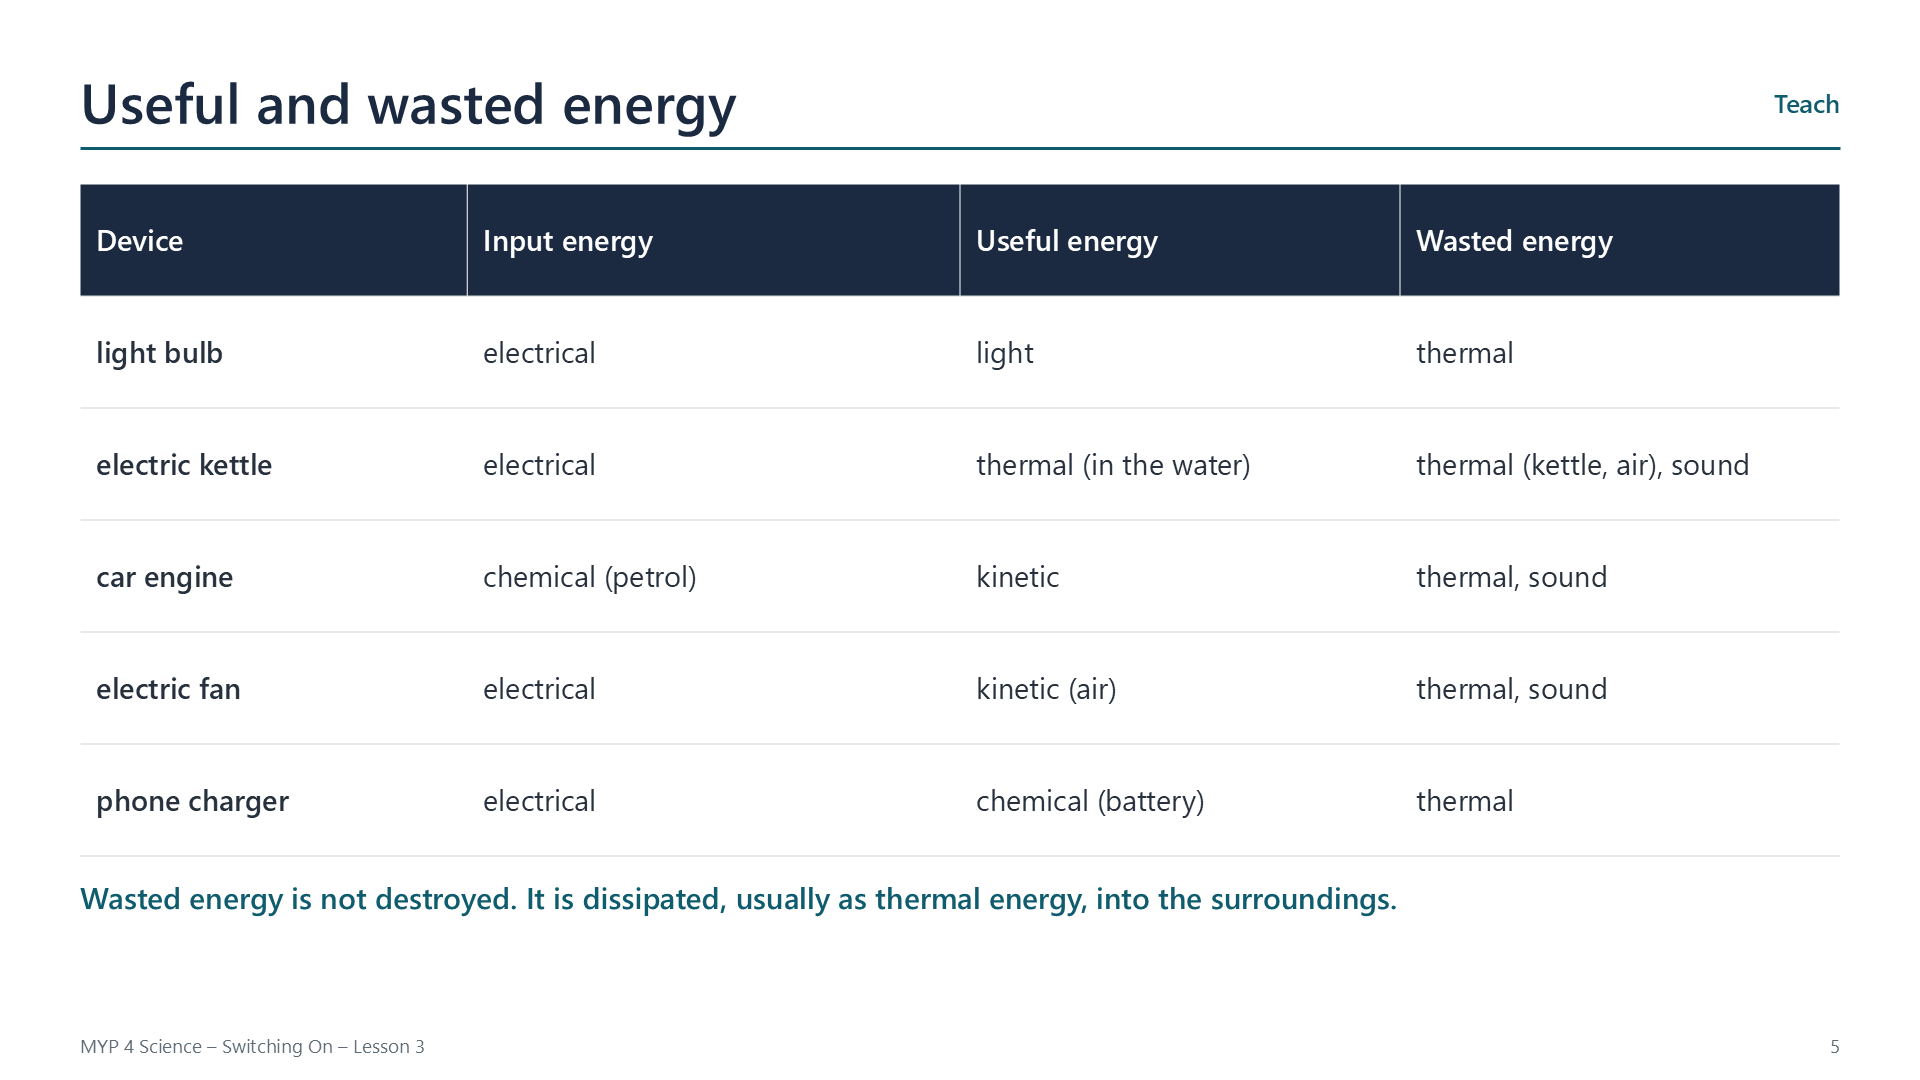 Useful and wasted energy
Teach
Device Input energy Useful energy Wasted energy
light bulb electrical light thermal
electric kettle electrical thermal (in the water) thermal (kettle, air), sound
car engine chemical (petrol) kinetic thermal, sound
electric fan electrical kinetic (air) thermal, sound
phone charger electrical chemical (battery) thermal
Wasted energy is not destroyed. It is dissipated, usually as thermal energy, into the surroundings.
MYP 4 Science – Switching On – Lesson 3
5